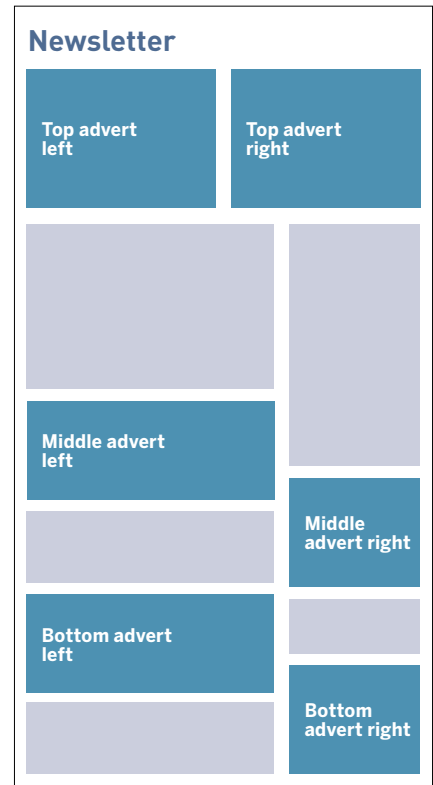 Newsletter
Top advert
left
Top advert
right
Middle advert
left
Middle
advert right
Bottom advert
left
Bottom
advert right